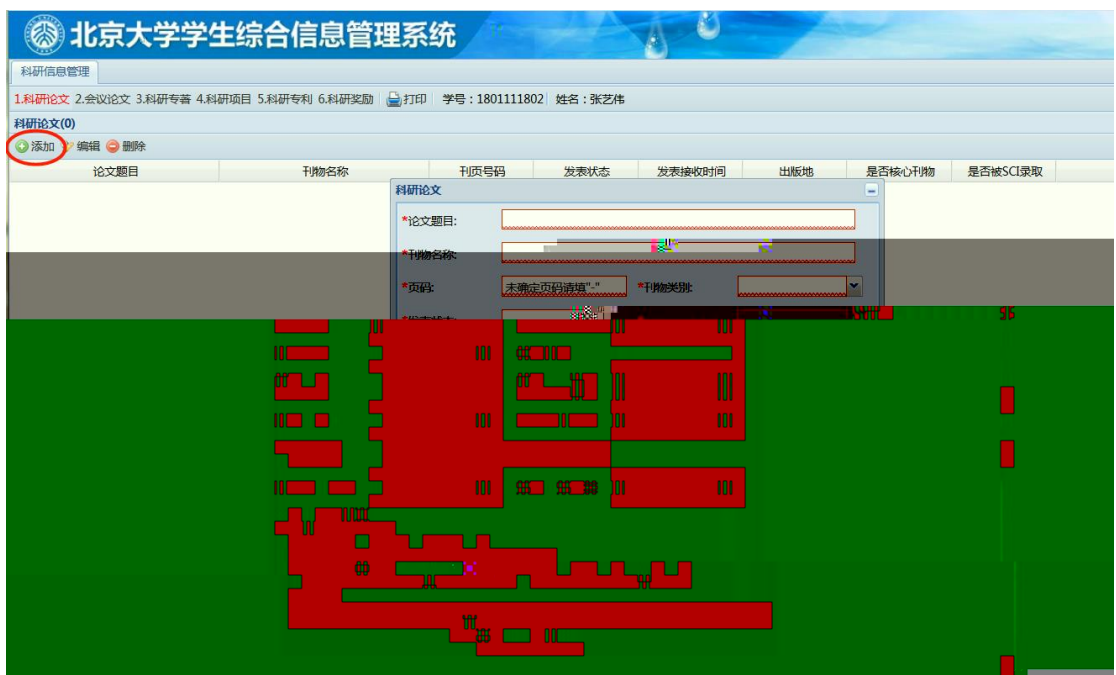 北京大学学生综合信息管理系统
科研信息管理
1.科研论文 2.会议论文 3.科研专著 4.科研项目 5.科研专利 6.科研奖励 打印 学号：1801111802 姓名：张艺伟
科研论文(0)
添加 编辑 删除
论文题目 刊物名称 刊页号码 发表状态 发表接收时间 出版地 是否核心刊物 是否被SCI录取
科研论文
*论文题目:
*刊物名称:
*页码: 未确定页码请填"-" *刊物类别: